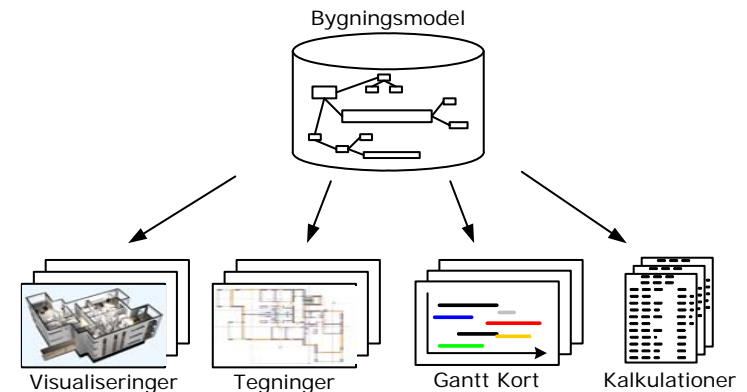 Bygningsmodel
Visualiseringer
Tegninger
Gantt Kort
Kalkulationer